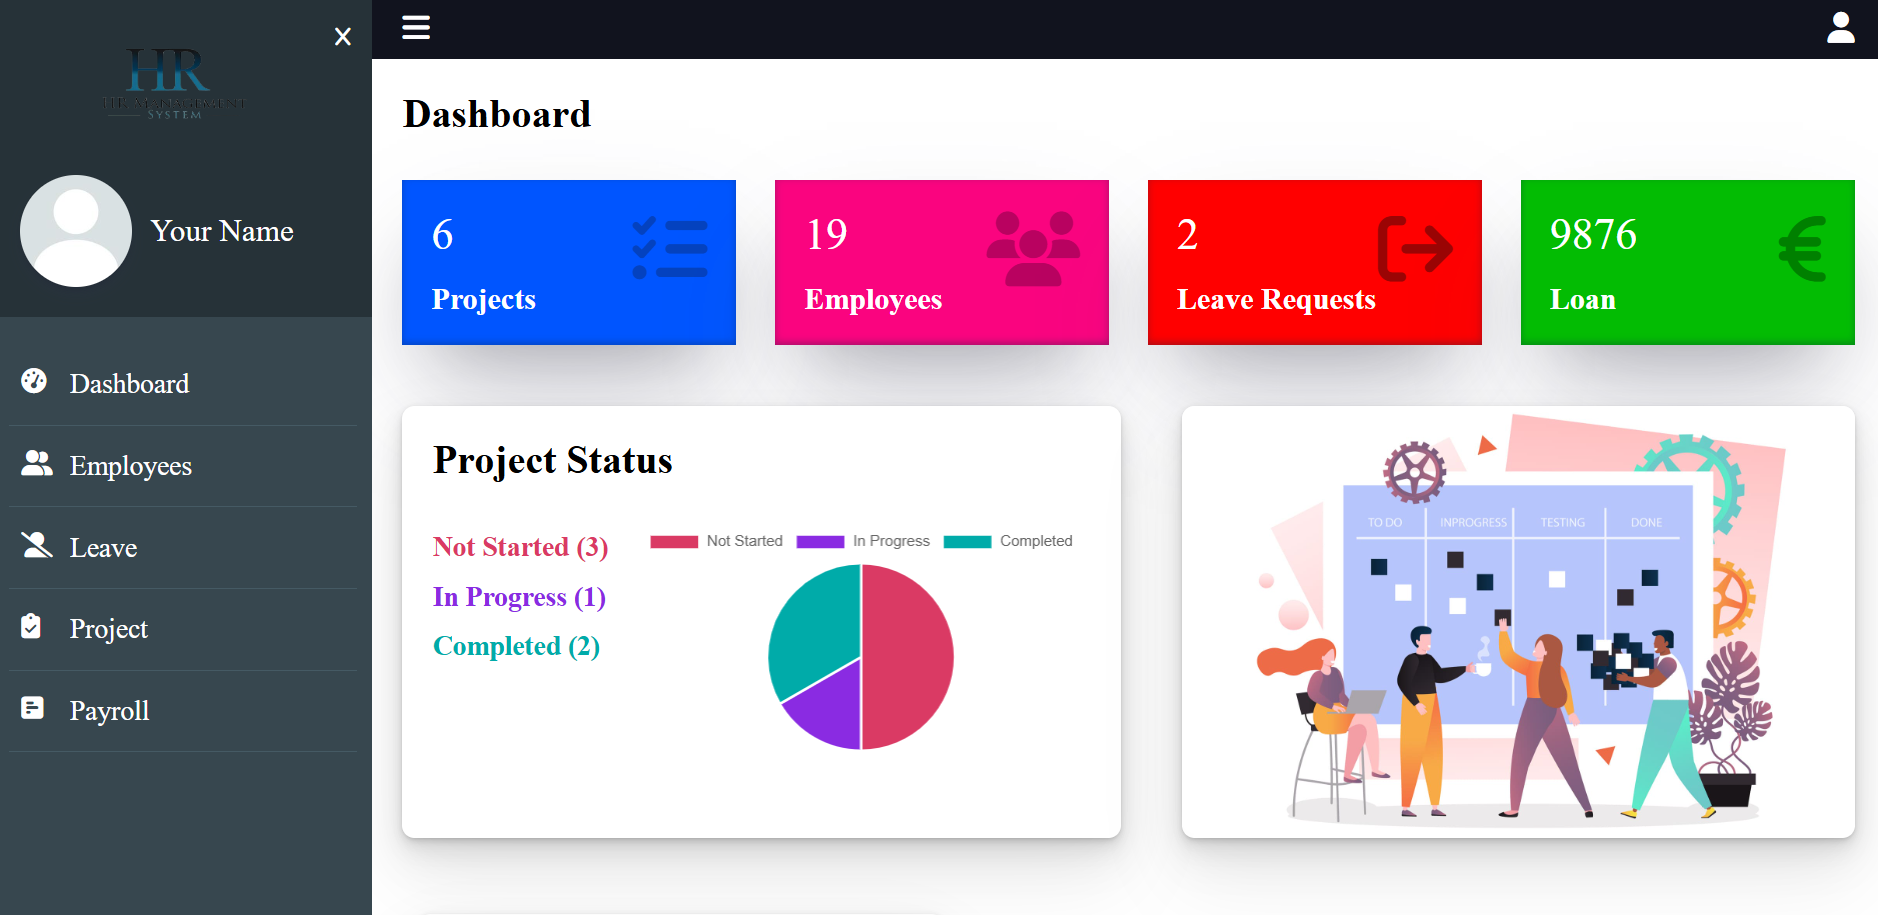 X
HR
HR Management
System
Your Name
Dashboard
Employees
Leave
Project
Payroll
Dashboard
6
Projects
19
Employees
2
Leave Requests
9876
€
Loan
Project Status
Not Started (3)
In Progress (1)
Completed (2)
Not Started In Progress Completed
TO DO INPROGRESS TESTING DONE